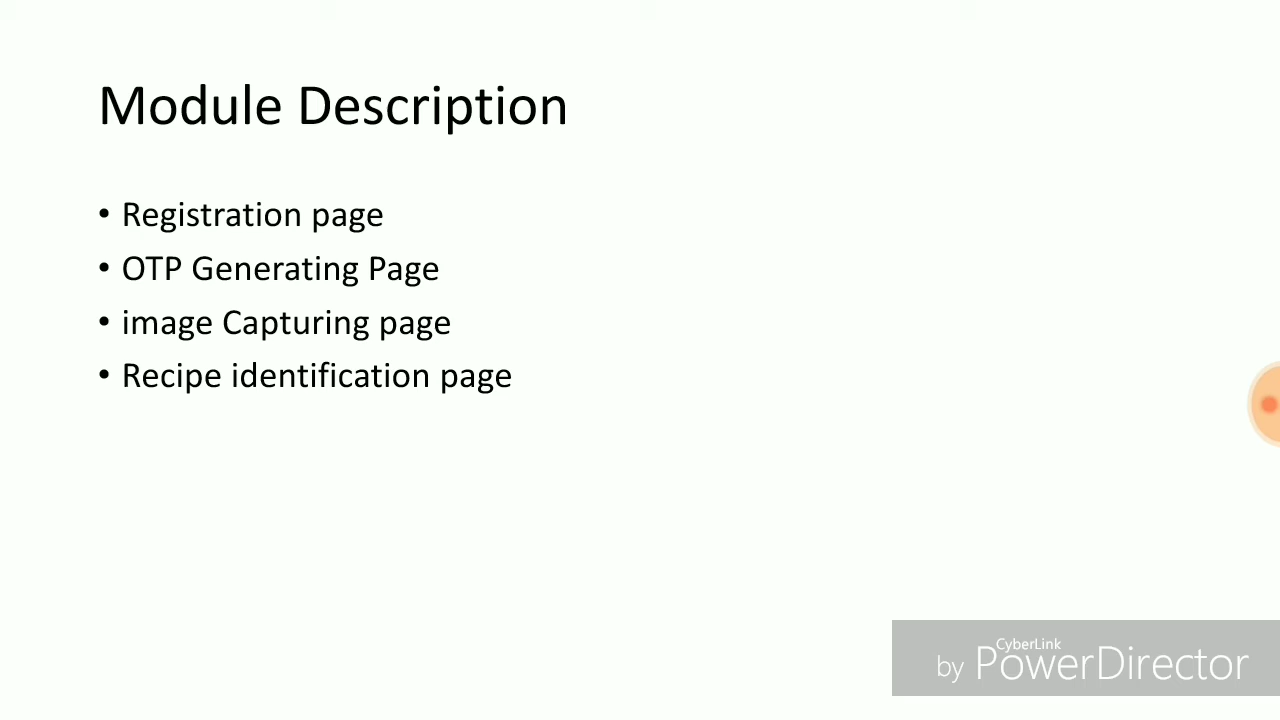 Module Description
• Registration page
• OTP Generating Page
• image Capturing page
• Recipe identification page
CyberLink
by PowerDirector